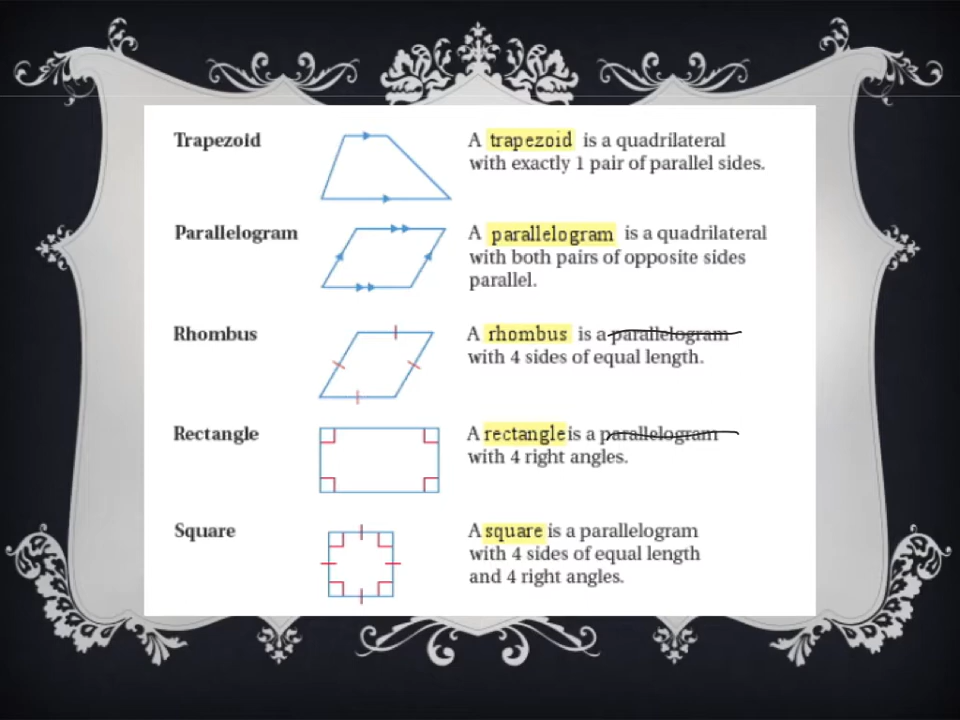 Trapezoid
A trapezoid is a quadrilateral
with exactly 1 pair of parallel sides.
Parallelogram
A parallelogram is a quadrilateral
with both pairs of opposite sides
parallel.
Rhombus
A rhombus is a parallelogram
with 4 sides of equal length.
Rectangle
A rectangle is a parallelogram
with 4 right angles.
Square
A square is a parallelogram
with 4 sides of equal length
and 4 right angles.